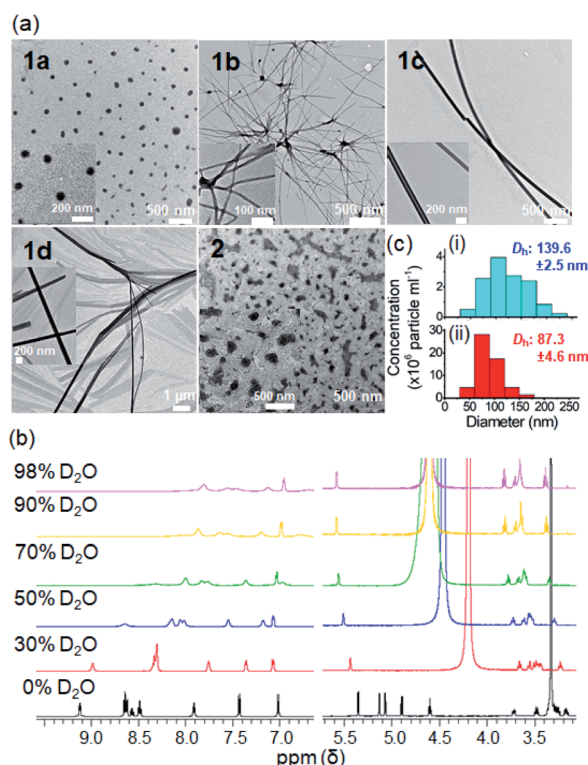 (a)
1a
200 nm
500 nm
1b
100 nm
500 nm
1c
200 nm
500 nm
1d
200 nm
1 µm
2
500 nm
500 nm
(c)
(i)
Dh: 139.6
±2.5 nm
(ii)
Dh: 87.3
±4.6 nm
Concentration
(x10⁶ particle ml⁻¹)
4
2
0
30
20
10
0
0 50 100 150 200 250
Diameter (nm)
(b)
98% D₂O
90% D₂O
70% D₂O
50% D₂O
30% D₂O
0% D₂O
9.0 8.5 8.0 7.5 7.0 5.0 4.5 4.0 3.5
ppm (δ)